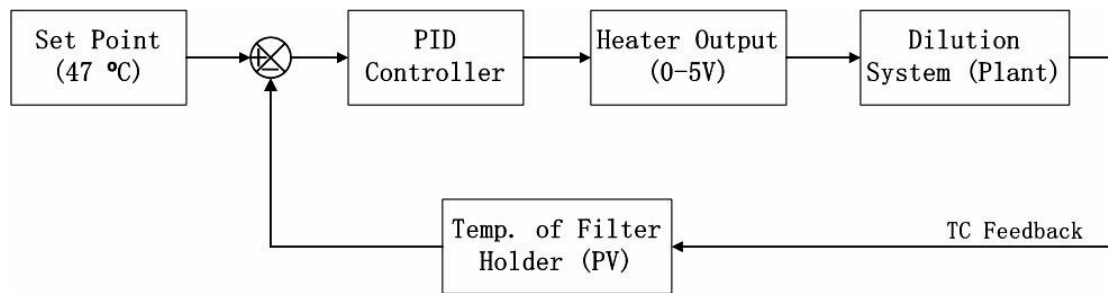 Set Point
(47 ºC)
PID
Controller
Heater Output
(0-5V)
Dilution
System (Plant)
Temp. of Filter
Holder (PV)
TC Feedback